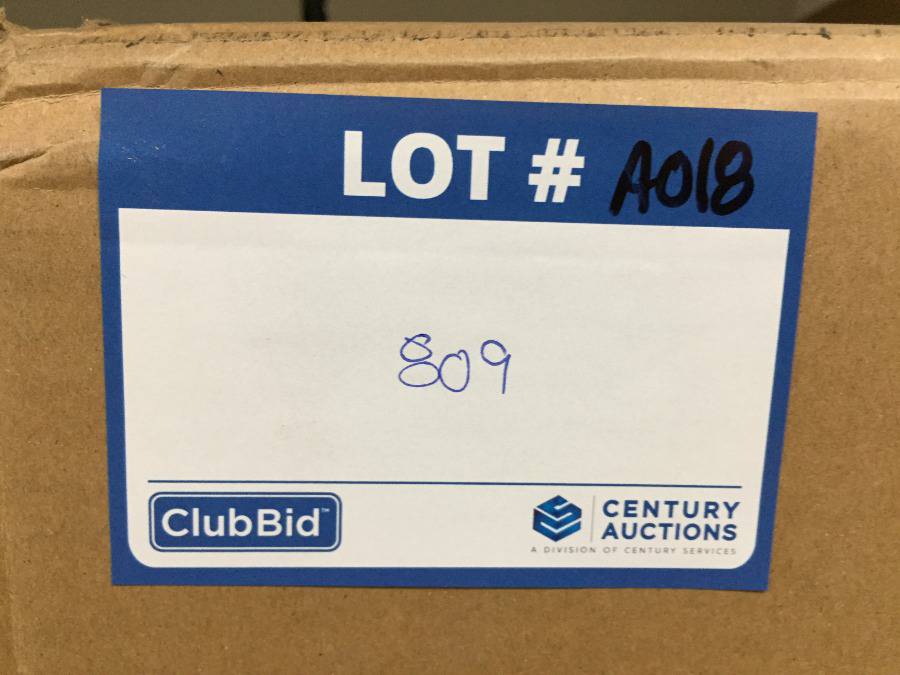 LOT # A018
809
ClubBid™
CENTURY
AUCTIONS
A DIVISION OF CENTURY SERVICES